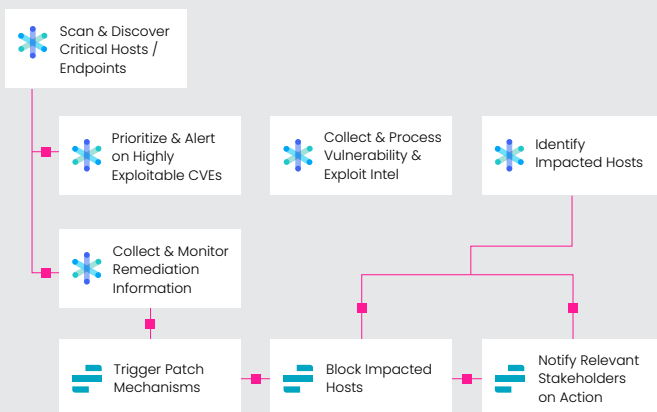 Scan & Discover
Critical Hosts /
Endpoints
Prioritize & Alert
on Highly
Exploitable CVEs
Collect & Process
Vulnerability &
Exploit Intel
Identify
Impacted Hosts
Collect & Monitor
Remediation
Information
Trigger Patch
Mechanisms
Block Impacted
Hosts
Notify Relevant
Stakeholders
on Action